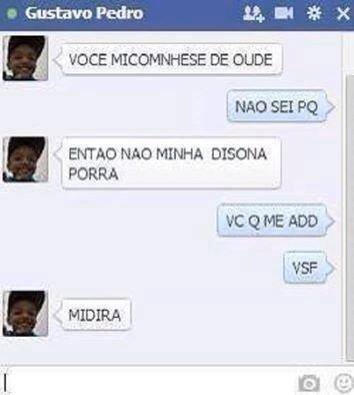 Gustavo Pedro
VOCE MICOMNHESE DE OUDE
NAO SEI PQ
ENTAO NAO MINHA DISONA
PORRA
VC Q ME ADD
VSF
MIDIRA